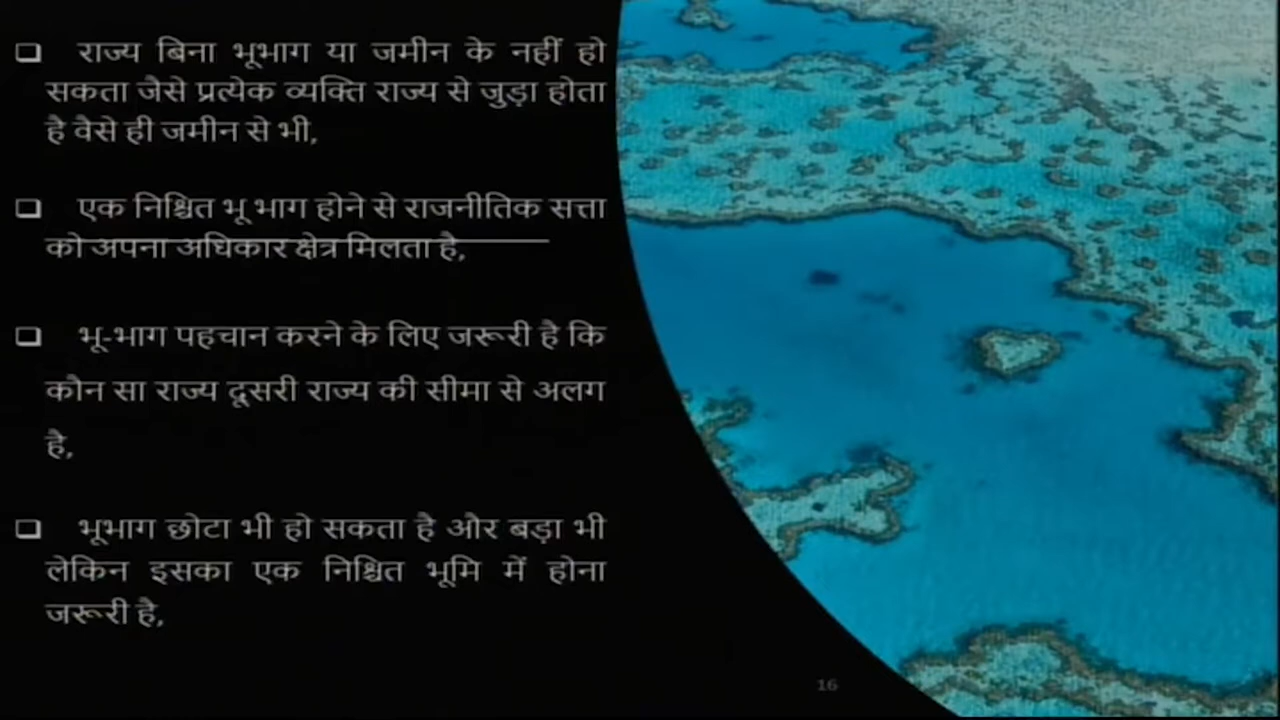 ❑ राज्य बिना भूभाग या जमीन के नहीं हो
सकता जैसे प्रत्येक व्यक्ति राज्य से जुड़ा होता
है वैसे ही जमीन से भी,
❑ एक निश्चित भू भाग होने से राजनीतिक सत्ता
को अपना अधिकार क्षेत्र मिलता है,
❑ भू-भाग पहचान करने के लिए जरूरी है कि
कोन सा राज्य दूसरी राज्य की सीमा से अलग
है,
❑ भूभाग छोटा भी हो सकता है और बड़ा भी
लेकिन इसका एक निश्चित भूमि में होना
जरूरी है,
16